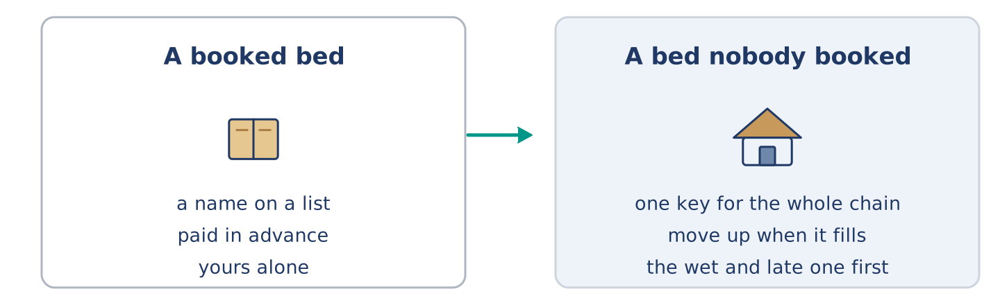 A booked bed
a name on a list
paid in advance
yours alone
A bed nobody booked
one key for the whole chain
move up when it fills
the wet and late one first